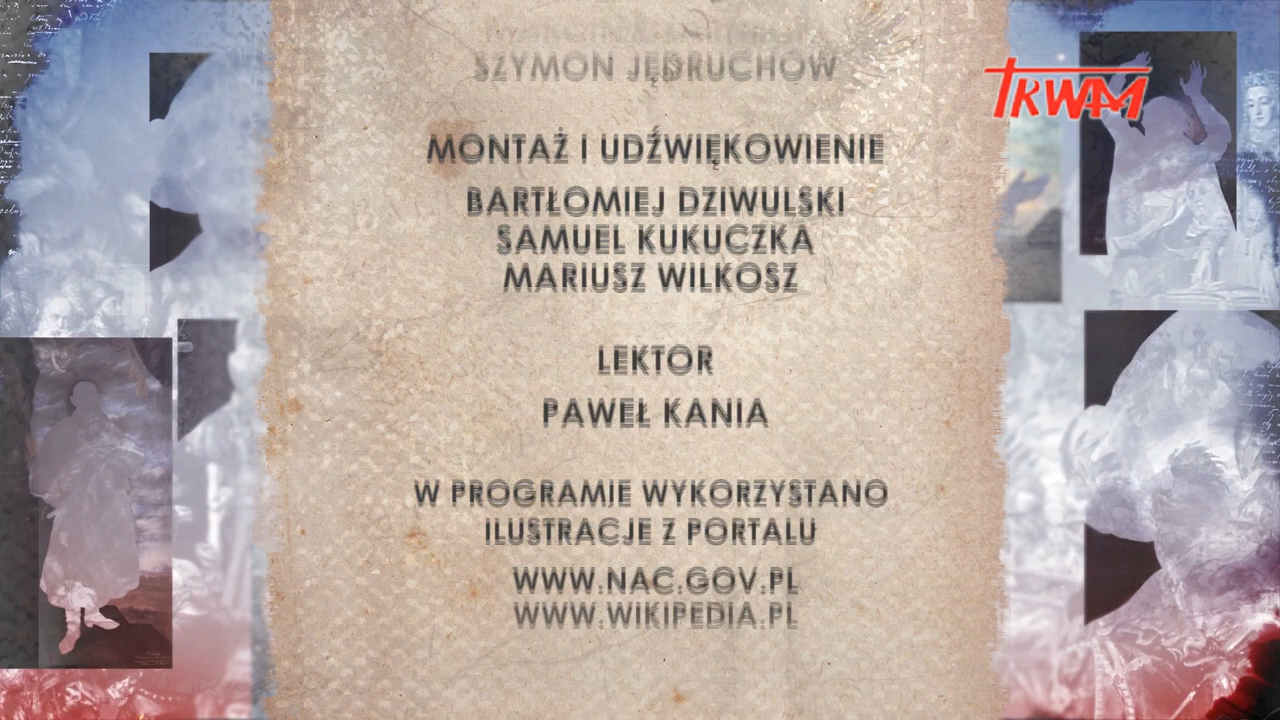 SZYMON JĘDRUCHÓW
TRWAM
MONTAŻ I UDŹWIĘKOWIENIE
BARTŁOMIEJ DZIWULSKI
SAMUEL KUKUCZKA
MARIUSZ WILKOSZ
LEKTOR
PAWEŁ KANIA
W PROGRAMIE WYKORZYSTANO
ILUSTRACJE Z PORTALU
WWW.NAC.GOV.PL
WWW.WIKIPEDIA.PL